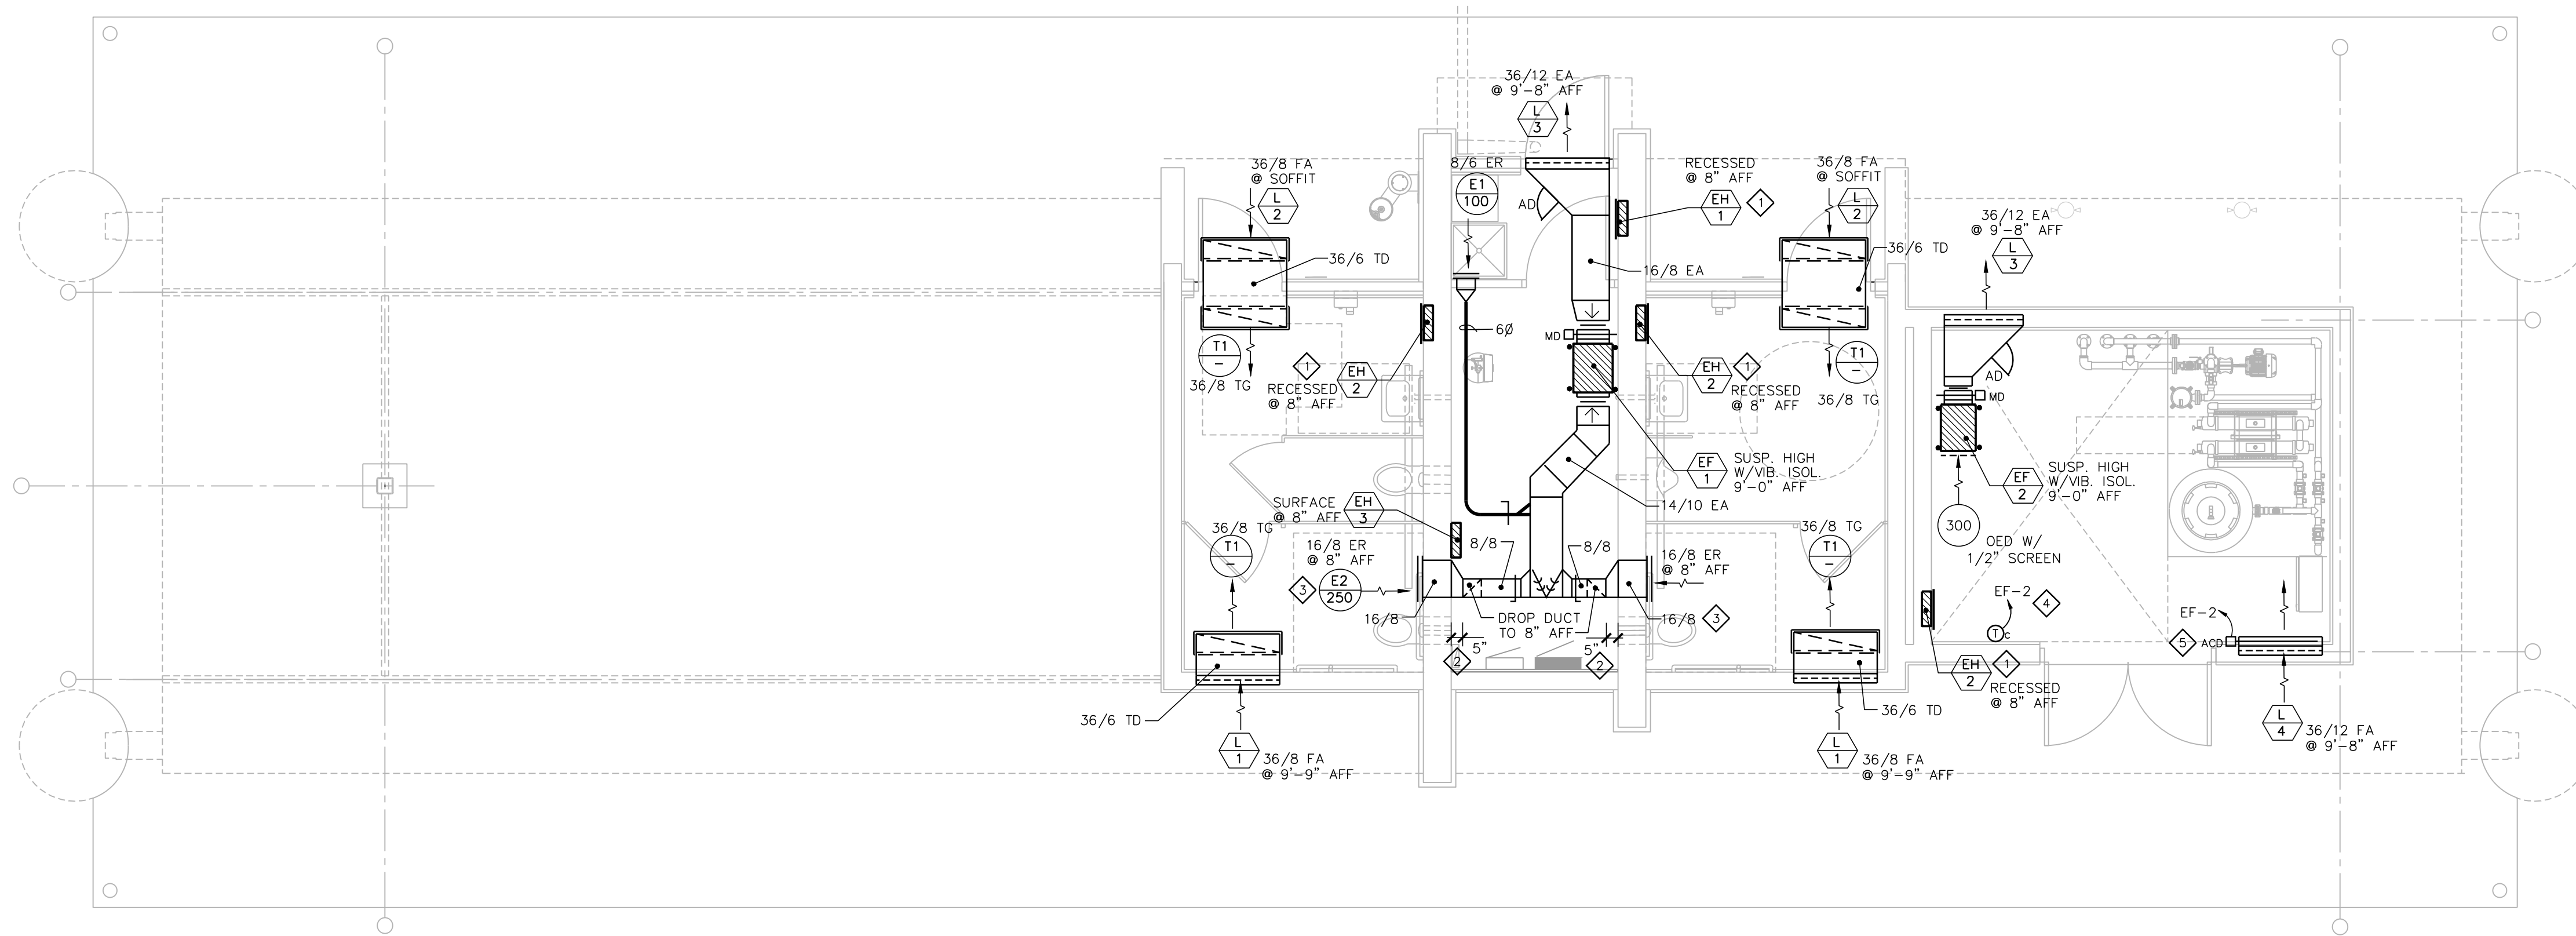 36/12 EA
@ 9'-8" AFF
L
3
36/8 FA
@ SOFFIT
L
2
8/6 ER
E1
100
AD
RECESSED
@ 8" AFF
EH
1
1
36/8 FA
@ SOFFIT
L
2
36/12 EA
@ 9'-8" AFF
L
3
36/6 TD
16/8 EA
36/6 TD
6Ø
MD
T1
–
36/8 TG
1
RECESSED
@ 8" AFF
EH
2
EH
2
1
RECESSED
@ 8" AFF
T1
–
36/8 TG
AD
MD
EF
1
SUSP. HIGH
W/VIB. ISOL.
9'-0" AFF
EF
2
SUSP. HIGH
W/VIB. ISOL.
9'-0" AFF
14/10 EA
SURFACE
@ 8" AFF
EH
3
36/8 TG
T1
–
36/8 TG
T1
–
300
OED W/
1/2" SCREEN
16/8 ER
@ 8" AFF
8/8
8/8
16/8 ER
@ 8" AFF
3
E2
250
16/8
DROP DUCT
TO 8" AFF
16/8
3
5"
2
5"
2
EF-2
4
T
C
EF-2
5
ACD
EH
2
1
RECESSED
@ 8" AFF
36/6 TD
36/6 TD
L
1
36/8 FA
@ 9'-9" AFF
L
1
36/8 FA
@ 9'-9" AFF
L
4
36/12 FA
@ 9'-8" AFF